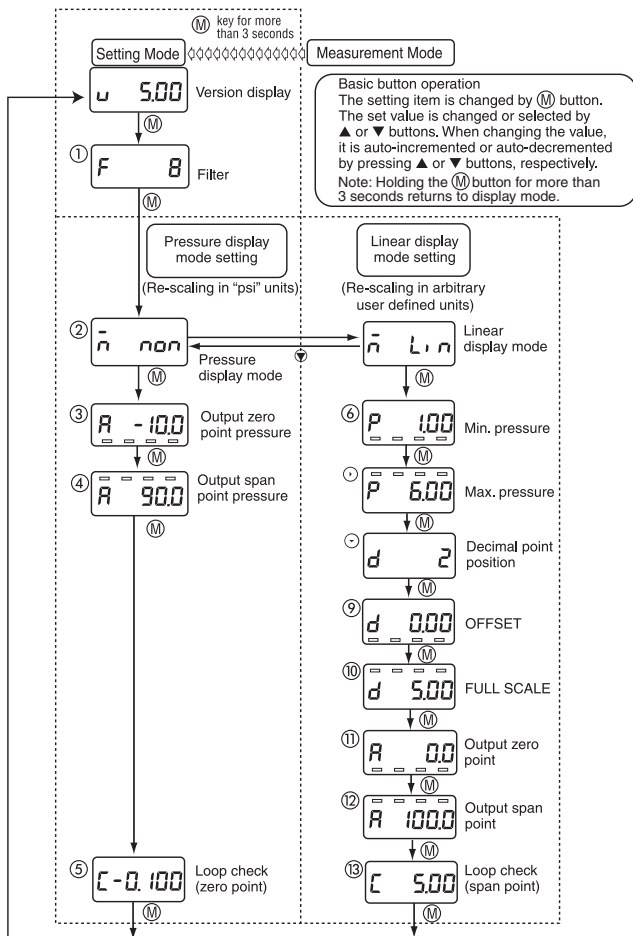 Ⓜ key for more
than 3 seconds
Setting Mode
Measurement Mode
u 5.00 Version display
Ⓜ
Basic button operation
The setting item is changed by Ⓜ button.
The set value is changed or selected by
▲ or ▼ buttons. When changing the value,
it is auto-incremented or auto-decremented
by pressing ▲ or ▼ buttons, respectively.
Note: Holding the Ⓜ button for more than
3 seconds returns to display mode.
① F 8 Filter
Ⓜ
Pressure display
mode setting
(Re-scaling in "psi" units)
Linear display
mode setting
(Re-scaling in arbitrary
user defined units)
② n̄ non
Pressure
display mode
▼
n̄ Lin
Linear
display mode
Ⓜ
Ⓜ
③ A -10.0
Output zero
point pressure
Ⓜ
④ A 90.0
Output span
point pressure
Ⓜ
⑥ P 1.00 Min. pressure
Ⓜ
P 6.00 Max. pressure
Ⓜ
d 2
Decimal point
position
Ⓜ
⑨ d 0.00 OFFSET
Ⓜ
⑩ d 5.00 FULL SCALE
Ⓜ
⑪ A 0.0
Output zero
point
Ⓜ
⑫ A 100.0
Output span
point
Ⓜ
⑤ C-0.100
Loop check
(zero point)
Ⓜ
⑬ C 5.00
Loop check
(span point)
Ⓜ